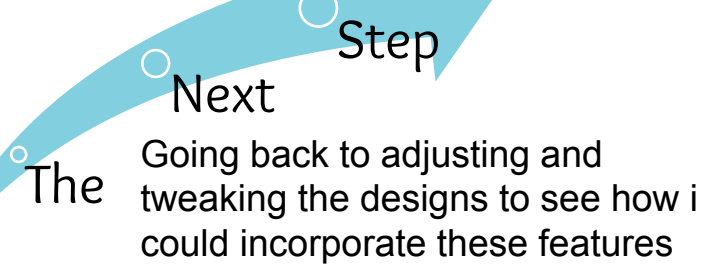 The
Next
Step
Going back to adjusting and
tweaking the designs to see how i
could incorporate these features